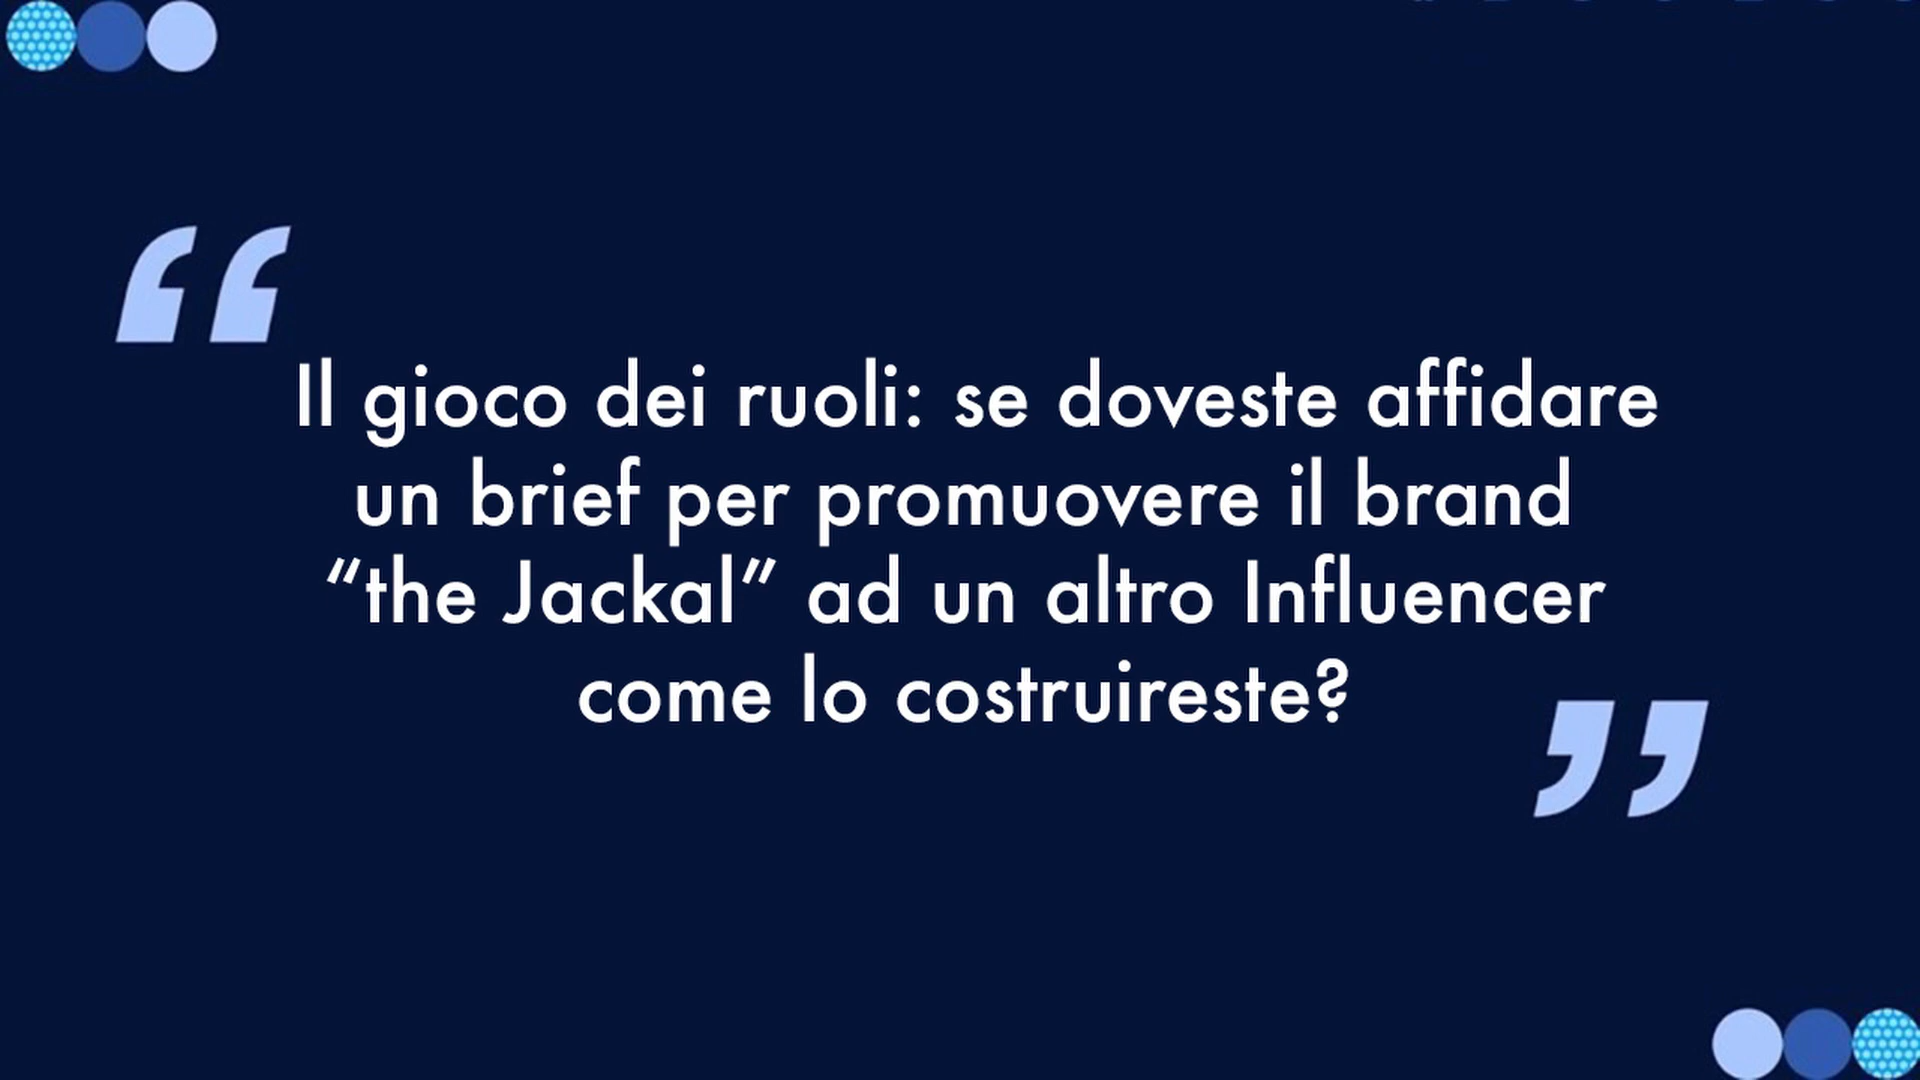 “
Il gioco dei ruoli: se doveste affidare
un brief per promuovere il brand
“the Jackal” ad un altro Influencer
come lo costruireste?
”